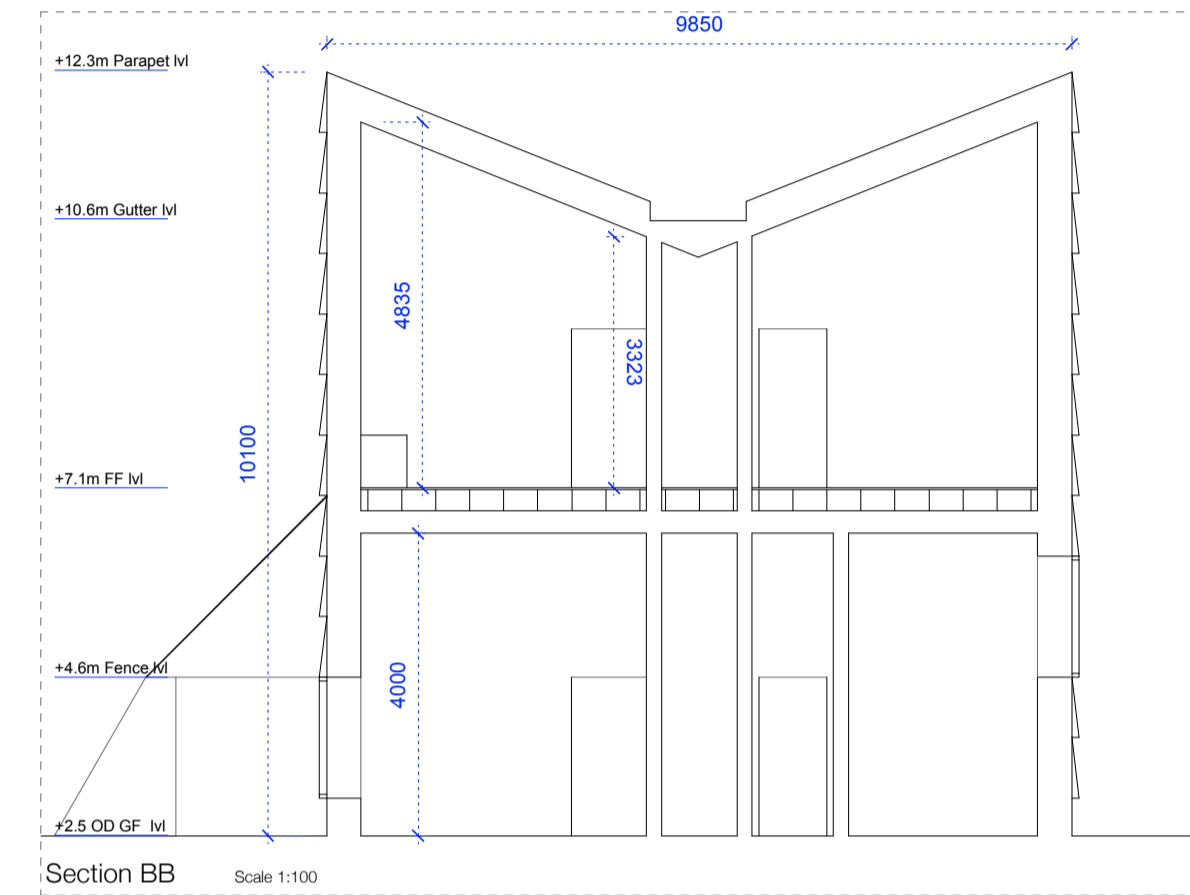 9850
+12.3m Parapet lvl
+10.6m Gutter lvl
4835
3323
10100
+7.1m FF lvl
+4.6m Fence lvl
4000
+2.5 OD GF lvl
Section BB
Scale 1:100